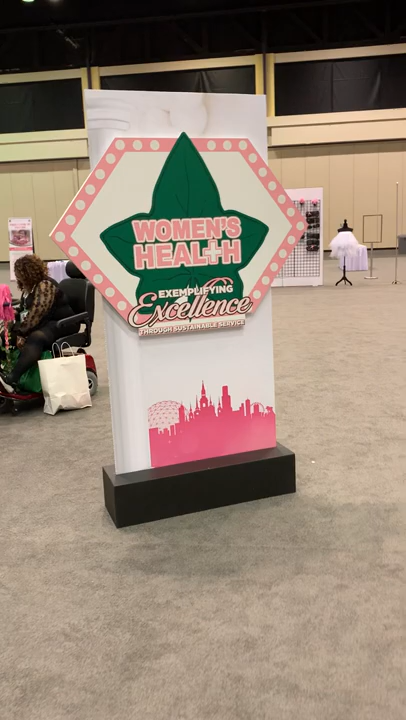 WOMEN'S
HEALTH
EXEMPLIFYING
Excellence
THROUGH SUSTAINABLE SERVICE